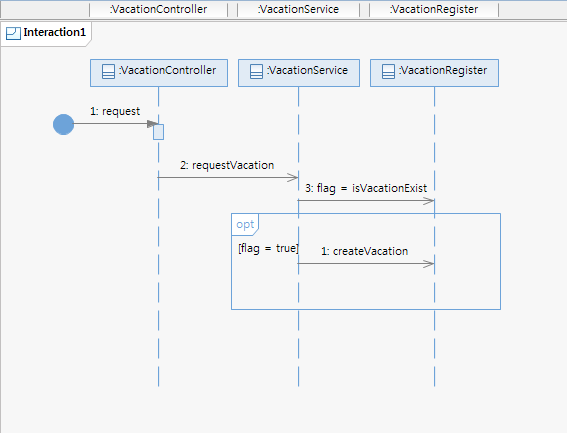 :VacationController :VacationService :VacationRegister
Interaction1
:VacationController :VacationService :VacationRegister
1: request
2: requestVacation
3: flag = isVacationExist
opt
[flag = true]
1: createVacation